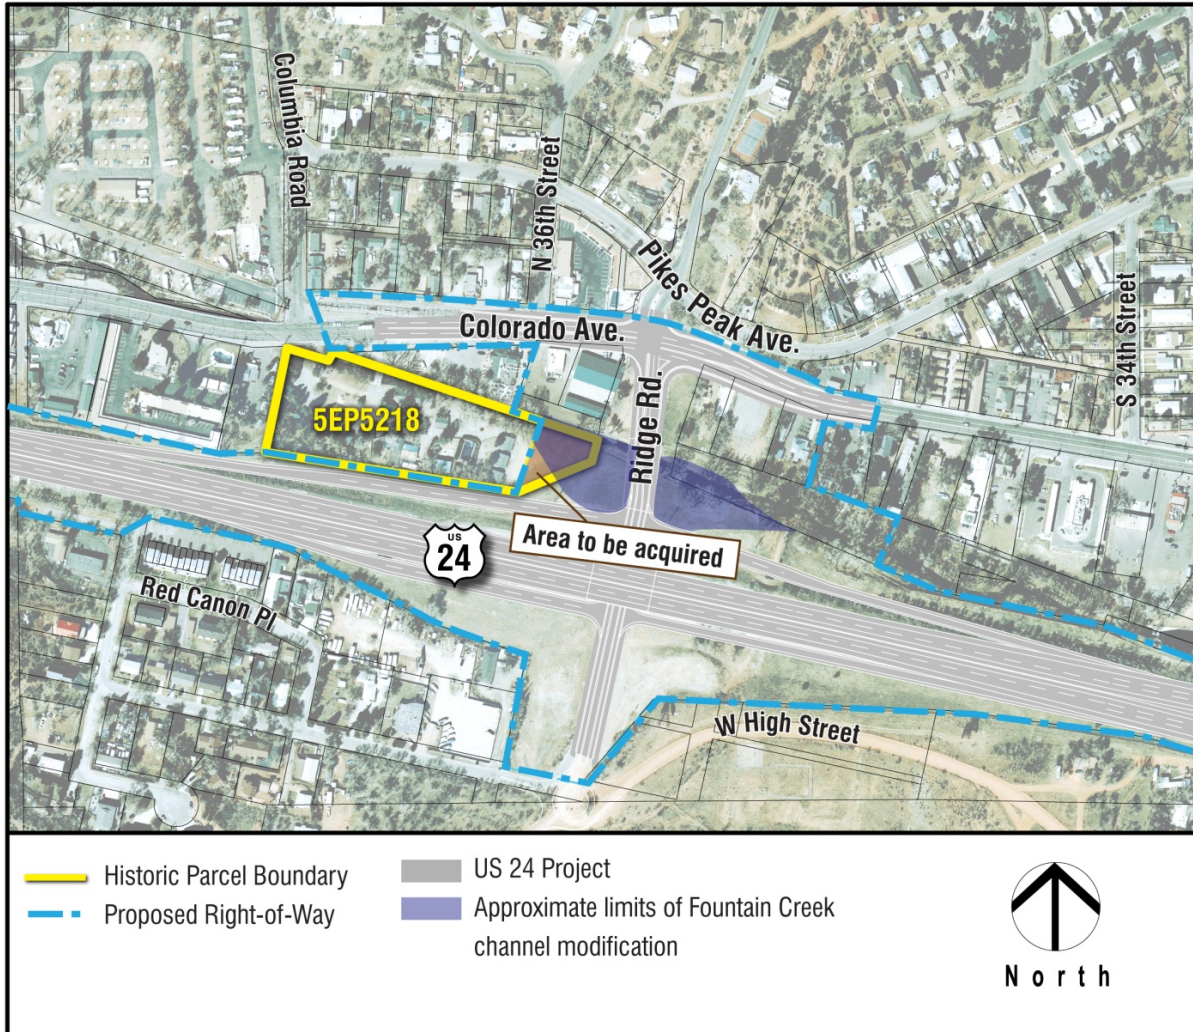 Columbia Road
N 36th Street
Pikes Peak Ave.
Colorado Ave.
S 34th Street
Ridge Rd.
5EP5218
Area to be acquired
US
24
Red Canon Pl
W High Street
Historic Parcel Boundary
Proposed Right-of-Way
US 24 Project
Approximate limits of Fountain Creek
channel modification
North